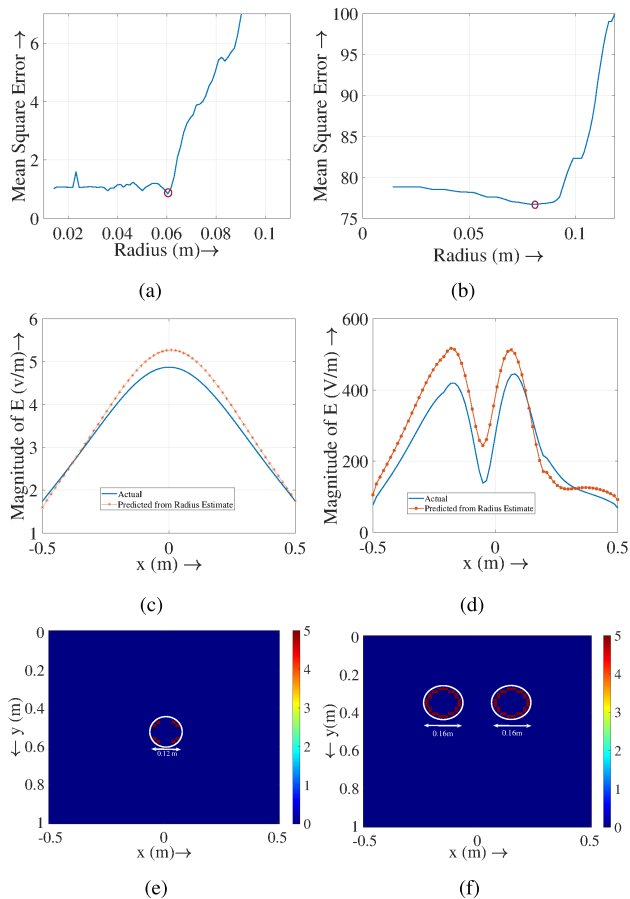 Mean Square Error →
6
4
2
0
0.02
0.04
0.06
0.08
0.1
Radius (m)→
(a)
Mean Square Error →
100
95
90
85
80
75
0
0.05
0.1
Radius (m) →
(b)
Magnitude of E (v/m) →
6
5
4
3
2
1
Actual
Predicted from Radius Estimate
-0.5
0
0.5
x (m) →
(c)
Magnitude of E (V/m) →
600
400
200
0
Actual
Predicted from Radius Estimate
-0.5
0
0.5
x (m) →
(d)
← y (m)
0
0.2
0.4
0.6
0.8
1
0.12 m
-0.5
0
0.5
x (m)→
5
4
3
2
1
0
(e)
← y(m)
0
0.2
0.4
0.6
0.8
1
0.16m
0.16m
-0.5
0
0.5
x (m) →
5
4
3
2
1
0
(f)